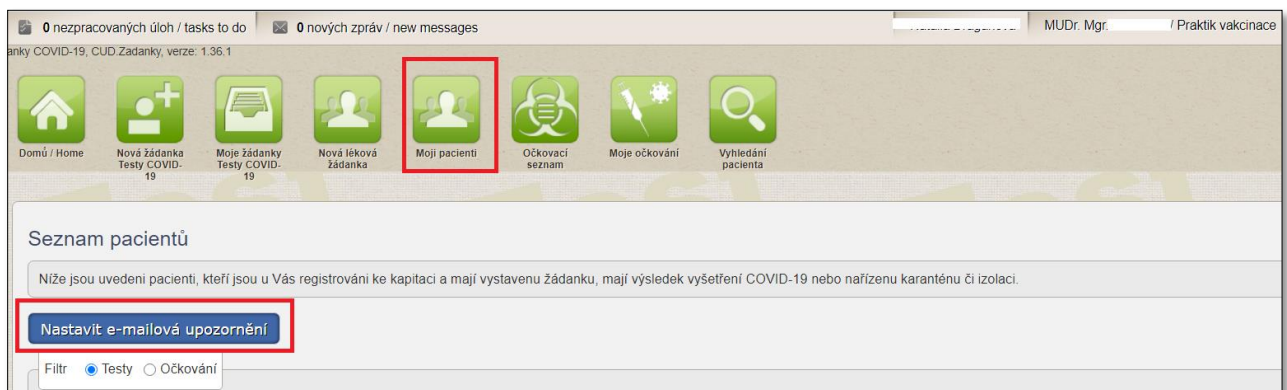 0 nezpracovaných úloh / tasks to do
0 nových zpráv / new messages
MUDr. Mgr.
/ Praktik vakcinace
anky COVID-19, CUD.Zadanky, verze: 1.36.1
Domů / Home
Nová žádanka
Testy COVID-
19
Moje žádanky
Testy COVID-
19
Nová léková
žádanka
Moji pacienti
Očkovací
seznam
Moje očkování
Vyhledání
pacienta
Seznam pacientů
Níže jsou uvedeni pacienti, kteří jsou u Vás registrováni ke kapitaci a mají vystavenu žádanku, mají výsledek vyšetření COVID-19 nebo nařízenu karanténu či izolaci.
Nastavit e-mailová upozornění
Filtr Testy Očkování